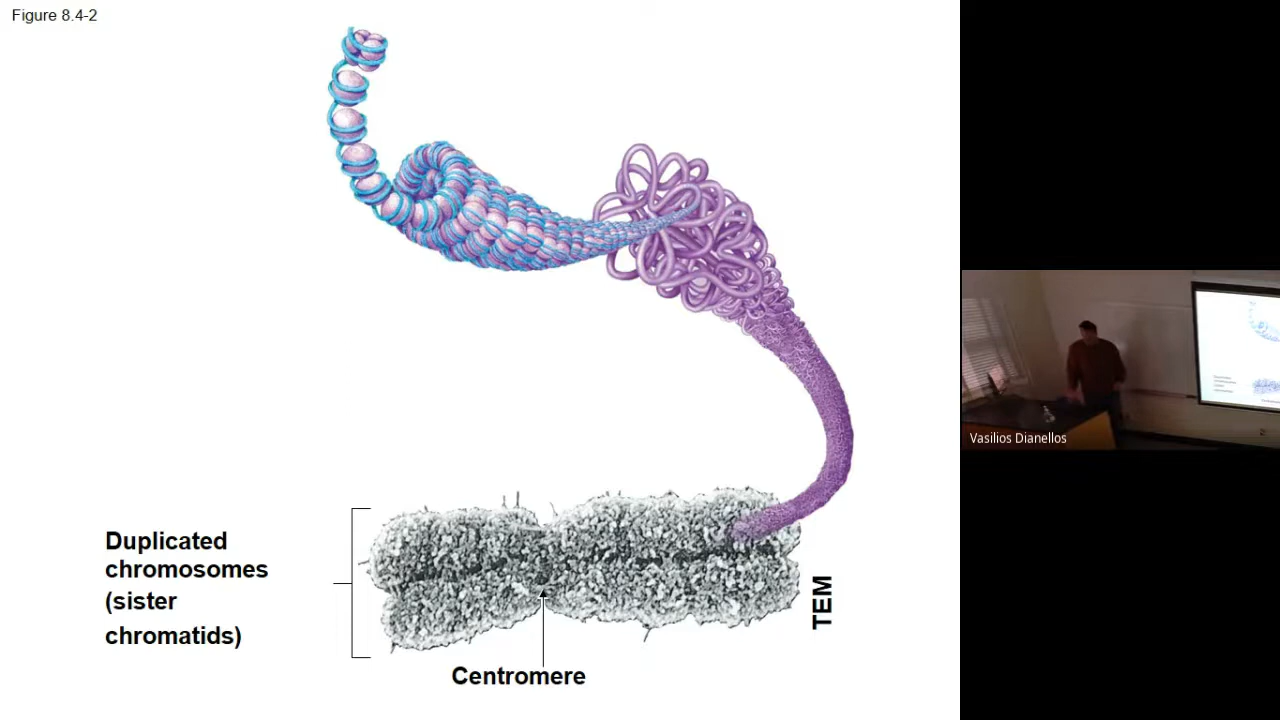 Figure 8.4-2
Duplicated
chromosomes
(sister
chromatids)
TEM
Centromere
Vasilios Dianellos